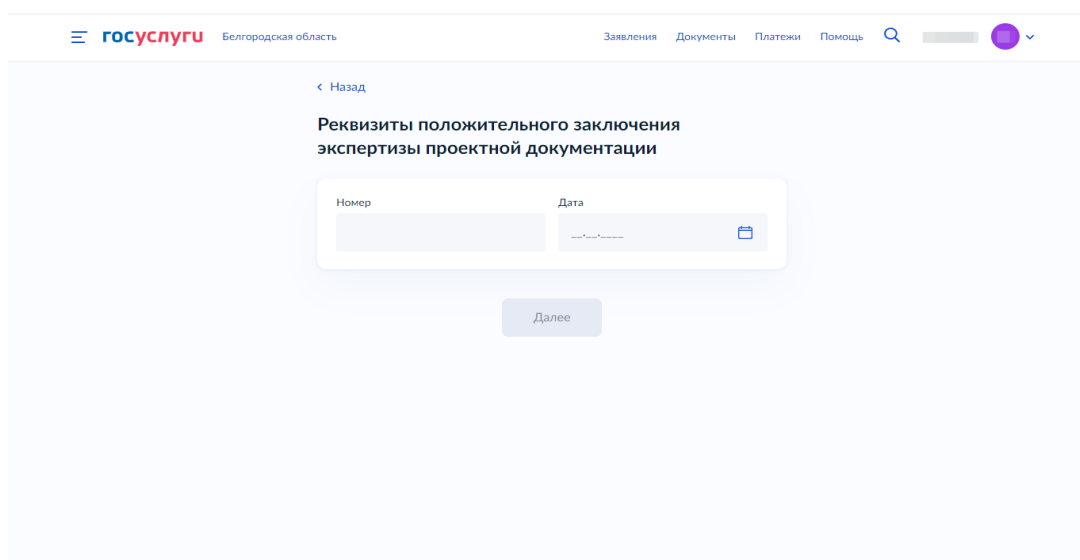 госуслуги Белгородская область Заявления Документы Платежи Помощь
Назад
Реквизиты положительного заключения
экспертизы проектной документации
Номер Дата
__.__.____
Далее